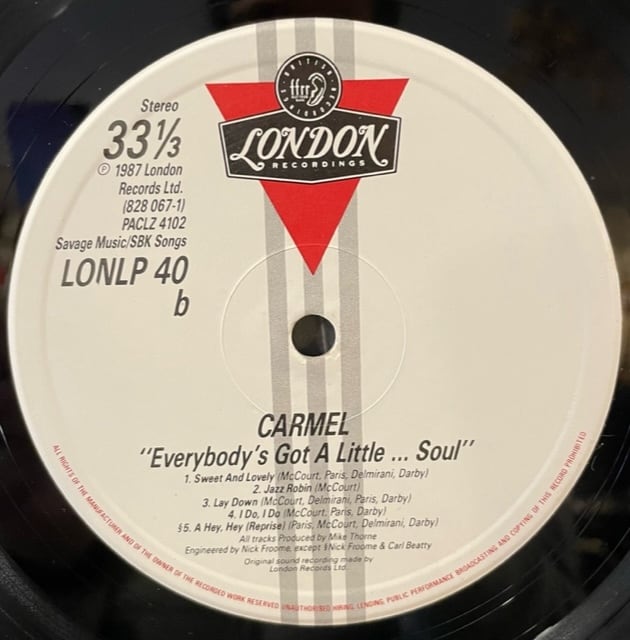 BRITISH RECORDINGS
ffrr
LONDON
RECORDINGS
Stereo
33⅓
℗ 1987 London
Records Ltd.
(828 067-1)
PACLZ 4102
Savage Music/SBK Songs
LONLP 40
b
CARMEL
"Everybody's Got A Little ... Soul"
1. Sweet And Lovely (McCourt, Paris, Delmirani, Darby)
2. Jazz Robin (McCourt)
3. Lay Down (McCourt, Delmirani, Paris, Darby)
4. I Do, I Do (McCourt, Paris, Darby)
§5. A Hey, Hey (Reprise) (Paris, McCourt, Delmirani, Darby)
All tracks Produced by Mike Thorne
Engineered by Nick Froome, except §Nick Froome & Carl Beatty
Original sound recording made by
London Records Ltd.
ALL RIGHTS OF THE MANUFACTURER AND OF THE OWNER OF THE RECORDED WORK RESERVED UNAUTHORISED HIRING, LENDING, PUBLIC PERFORMANCE BROADCASTING AND COPYING OF THIS RECORD PROHIBITED